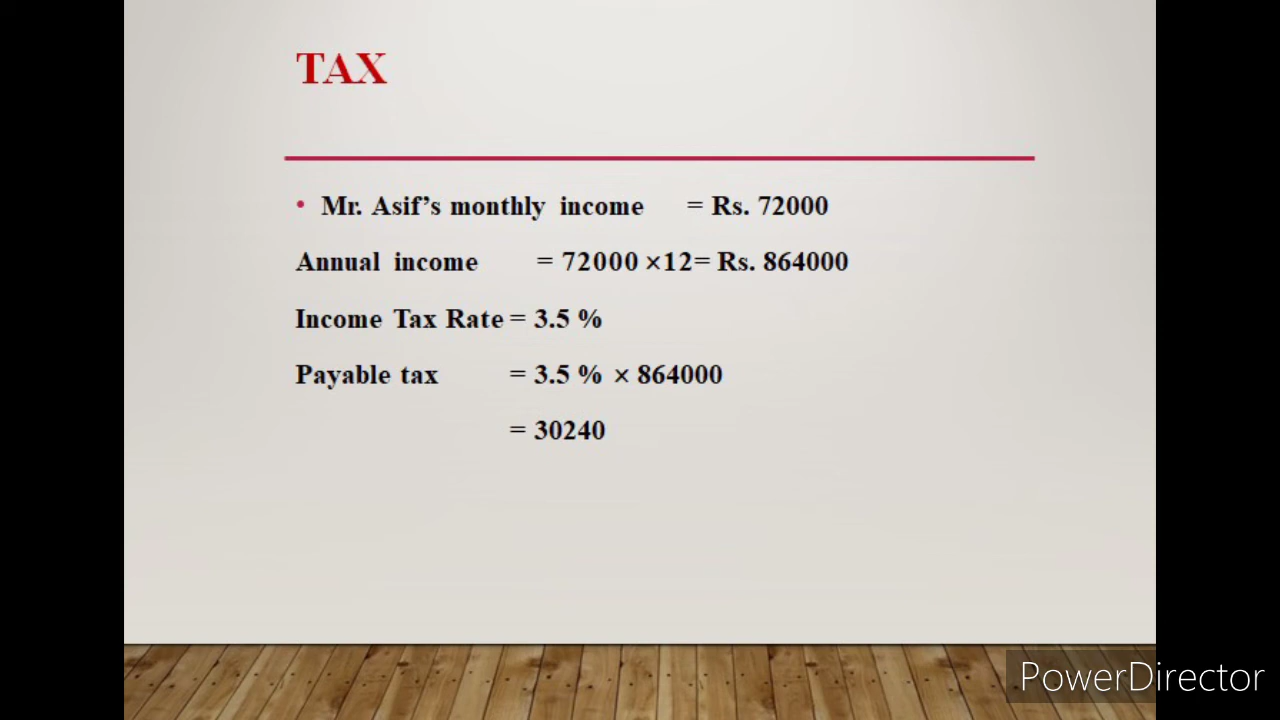 TAX
• Mr. Asif's monthly income = Rs. 72000
Annual income = 72000 ×12= Rs. 864000
Income Tax Rate = 3.5 %
Payable tax = 3.5 % × 864000
= 30240
PowerDirector